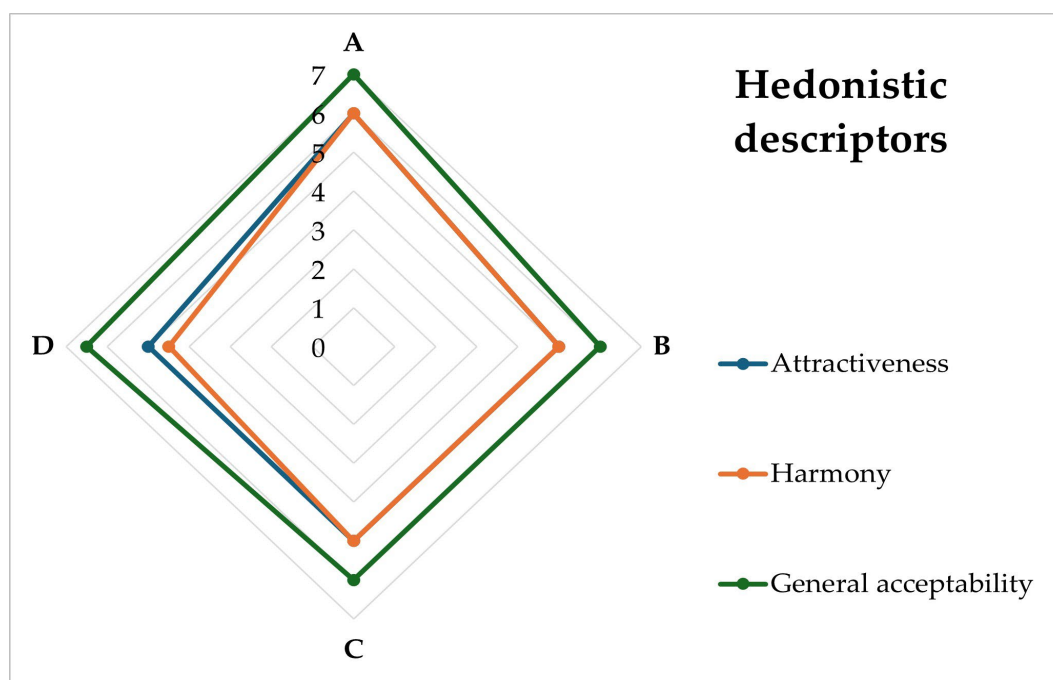 A
Hedonistic
descriptors
7
6
5
4
3
2
1
0
D
B
Attractiveness
Harmony
General acceptability
C